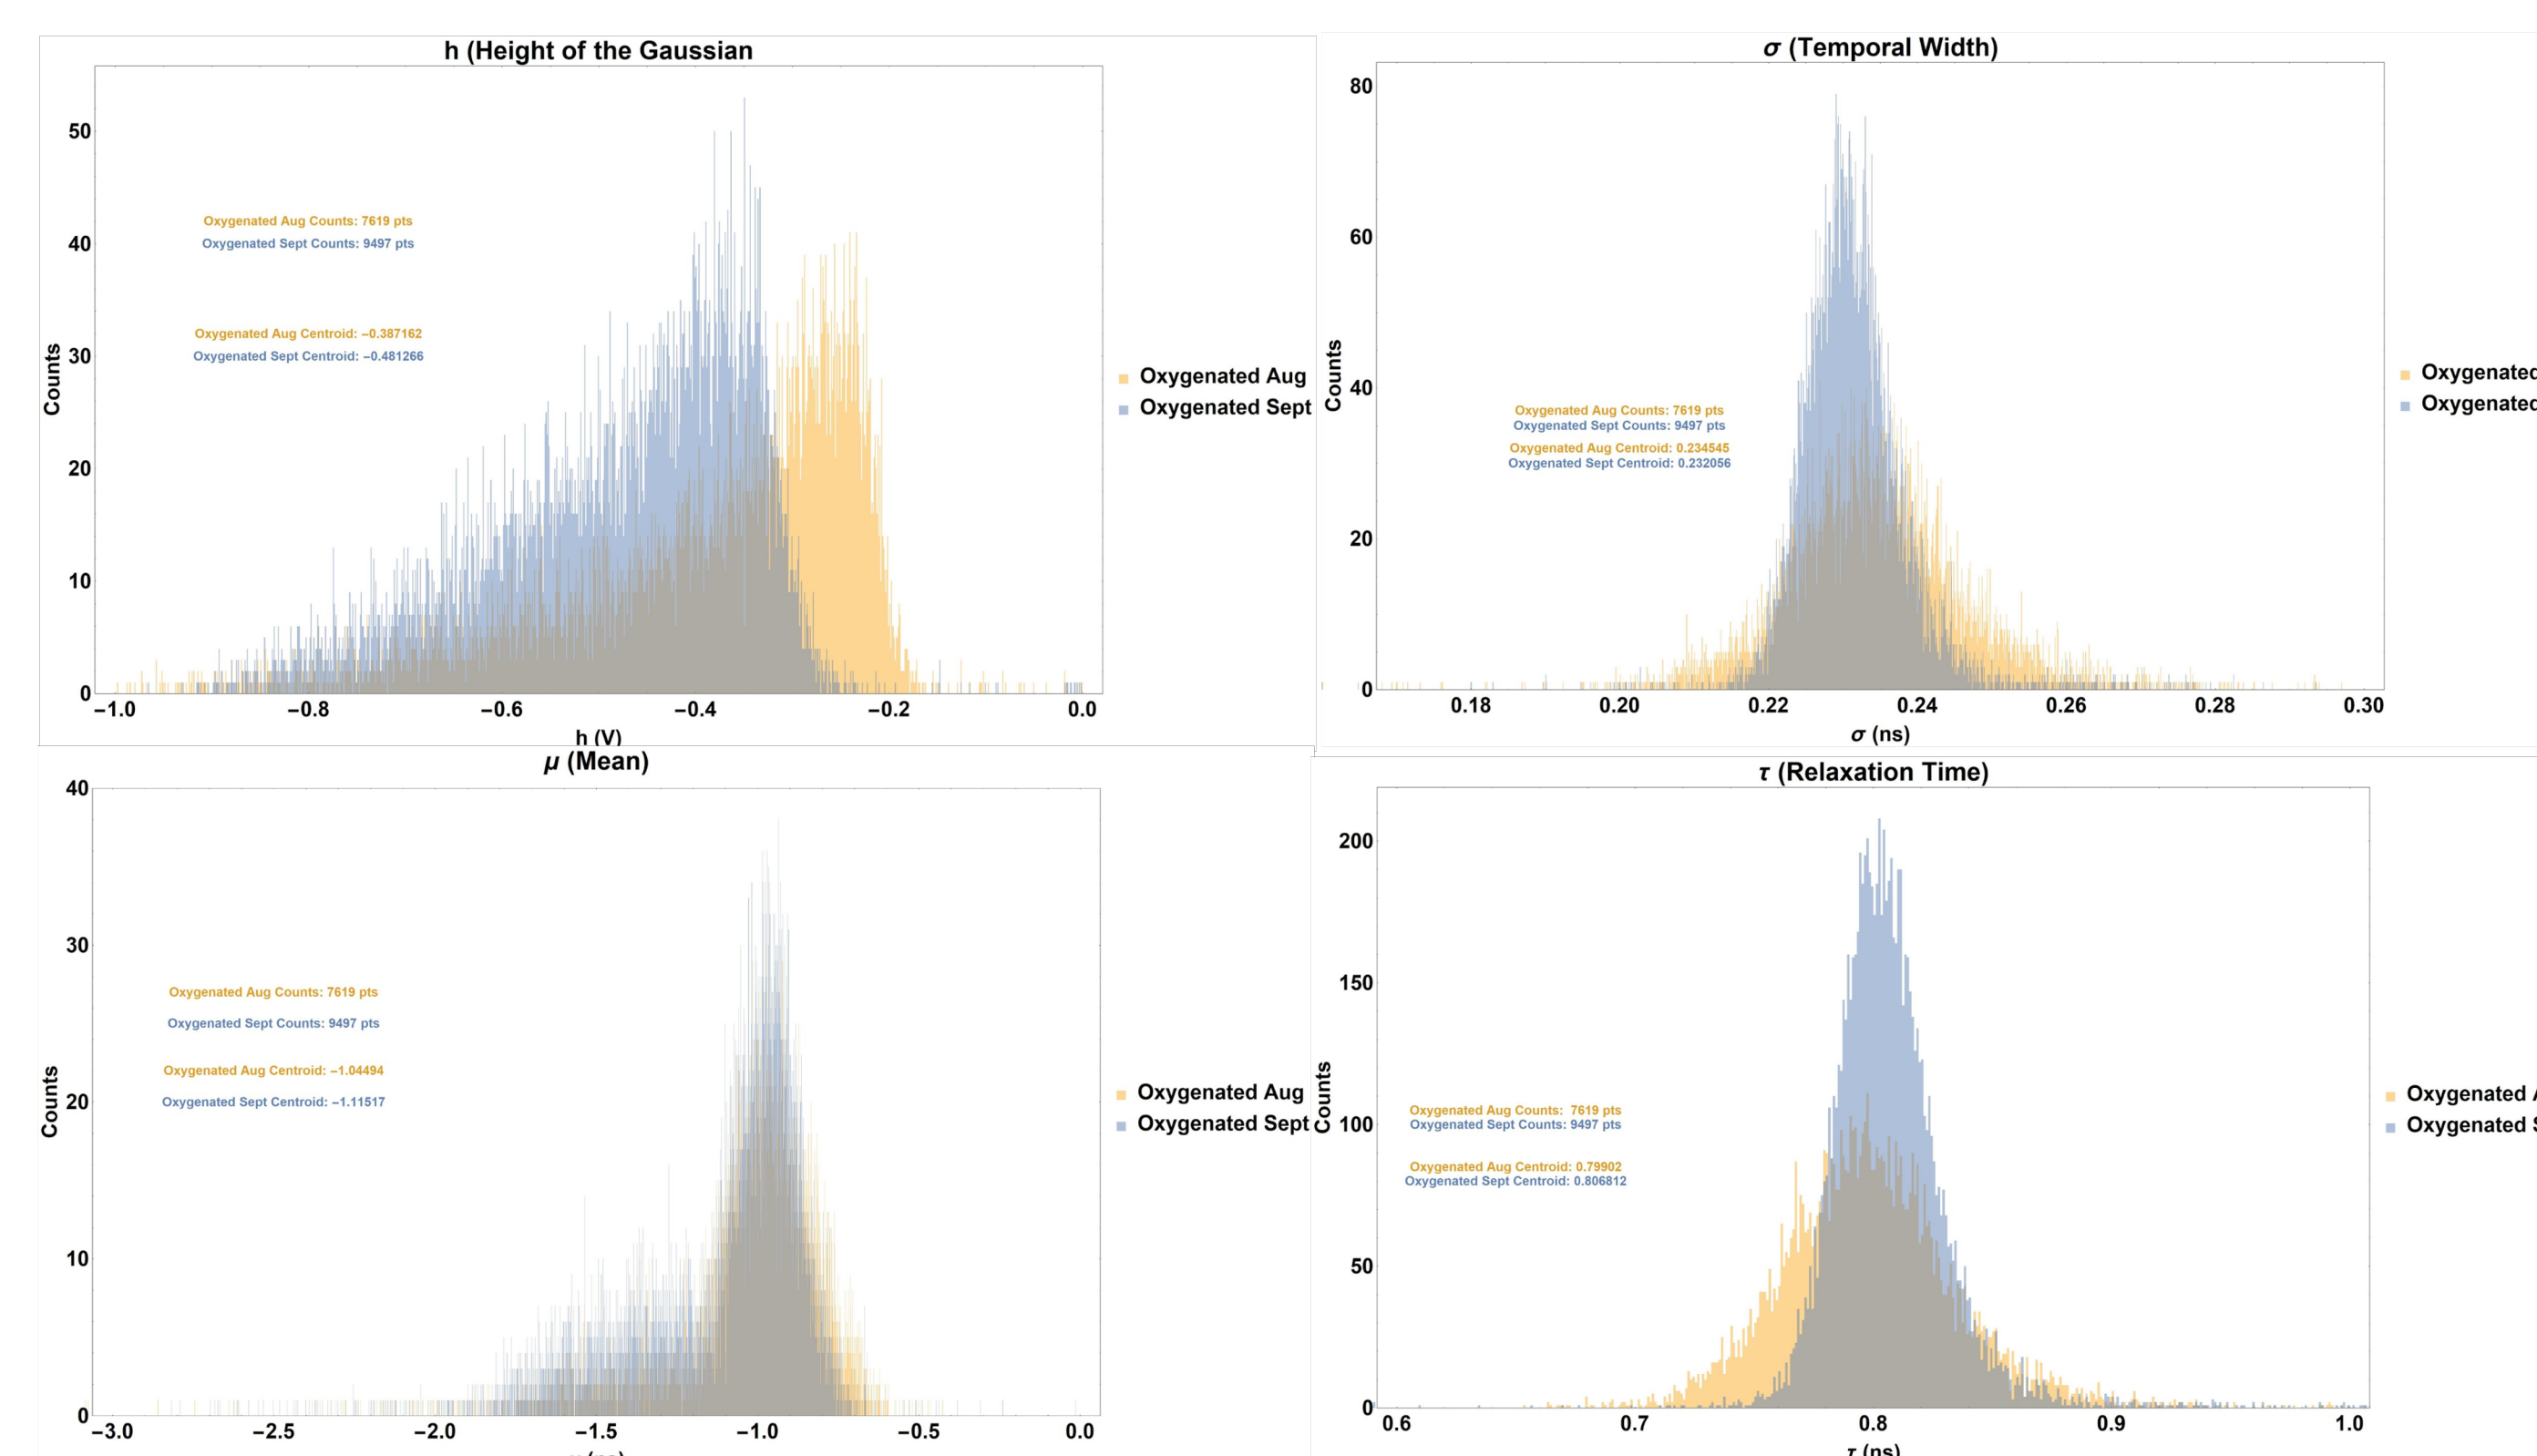 h (Height of the Gaussian
50
40
30
20
10
0
Counts
Oxygenated Aug Counts: 7619 pts
Oxygenated Sept Counts: 9497 pts
Oxygenated Aug Centroid: −0.387162
Oxygenated Sept Centroid: −0.481266
Oxygenated Aug
Oxygenated Sept
−1.0 −0.8 −0.6 −0.4 −0.2 0.0
h (V)
σ (Temporal Width)
80
60
40
20
0
Counts
Oxygenated Aug Counts: 7619 pts
Oxygenated Sept Counts: 9497 pts
Oxygenated Aug Centroid: 0.234545
Oxygenated Sept Centroid: 0.232056
Oxygenated
Oxygenated
0.18 0.20 0.22 0.24 0.26 0.28 0.30
σ (ns)
μ (Mean)
40
30
20
10
0
Counts
Oxygenated Aug Counts: 7619 pts
Oxygenated Sept Counts: 9497 pts
Oxygenated Aug Centroid: −1.04494
Oxygenated Sept Centroid: −1.11517
Oxygenated Aug
Oxygenated Sept
−3.0 −2.5 −2.0 −1.5 −1.0 −0.5 0.0
τ (Relaxation Time)
200
150
100
50
0
Counts
Oxygenated Aug Counts: 7619 pts
Oxygenated Sept Counts: 9497 pts
Oxygenated Aug Centroid: 0.79902
Oxygenated Sept Centroid: 0.806812
Oxygenated A
Oxygenated S
0.6 0.7 0.8 0.9 1.0
τ (ns)